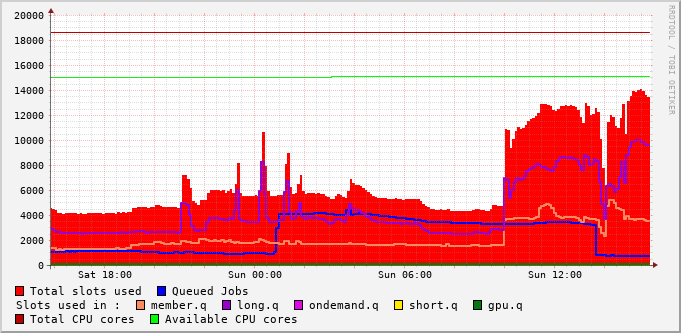 20000
18000
16000
14000
12000
10000
8000
6000
4000
2000
0
Sat 18:00 Sun 00:00 Sun 06:00 Sun 12:00
RRDTOOL / TOBI OETIKER
Total slots used Queued Jobs
Slots used in : member.q long.q ondemand.q short.q gpu.q
Total CPU cores Available CPU cores